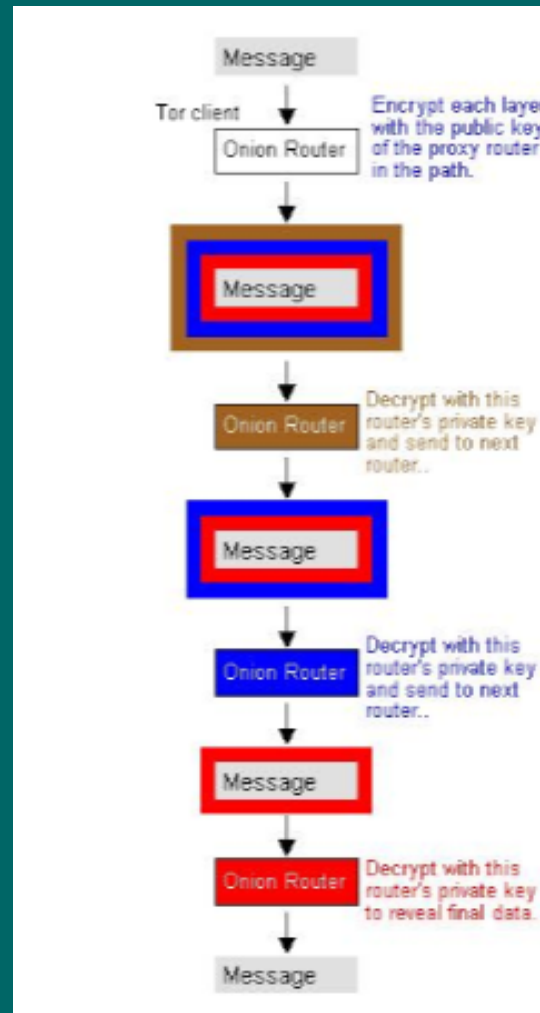 Message
Tor client
Encrypt each laye
with the public key
of the proxy router
in the path.
Onion Router
Message
Onion Router
Decrypt with this
router's private key
and send to next
router..
Message
Onion Router
Decrypt with this
router's private key
and send to next
router..
Message
Onion Router
Decrypt with this
router's private key
to reveal final data.
Message